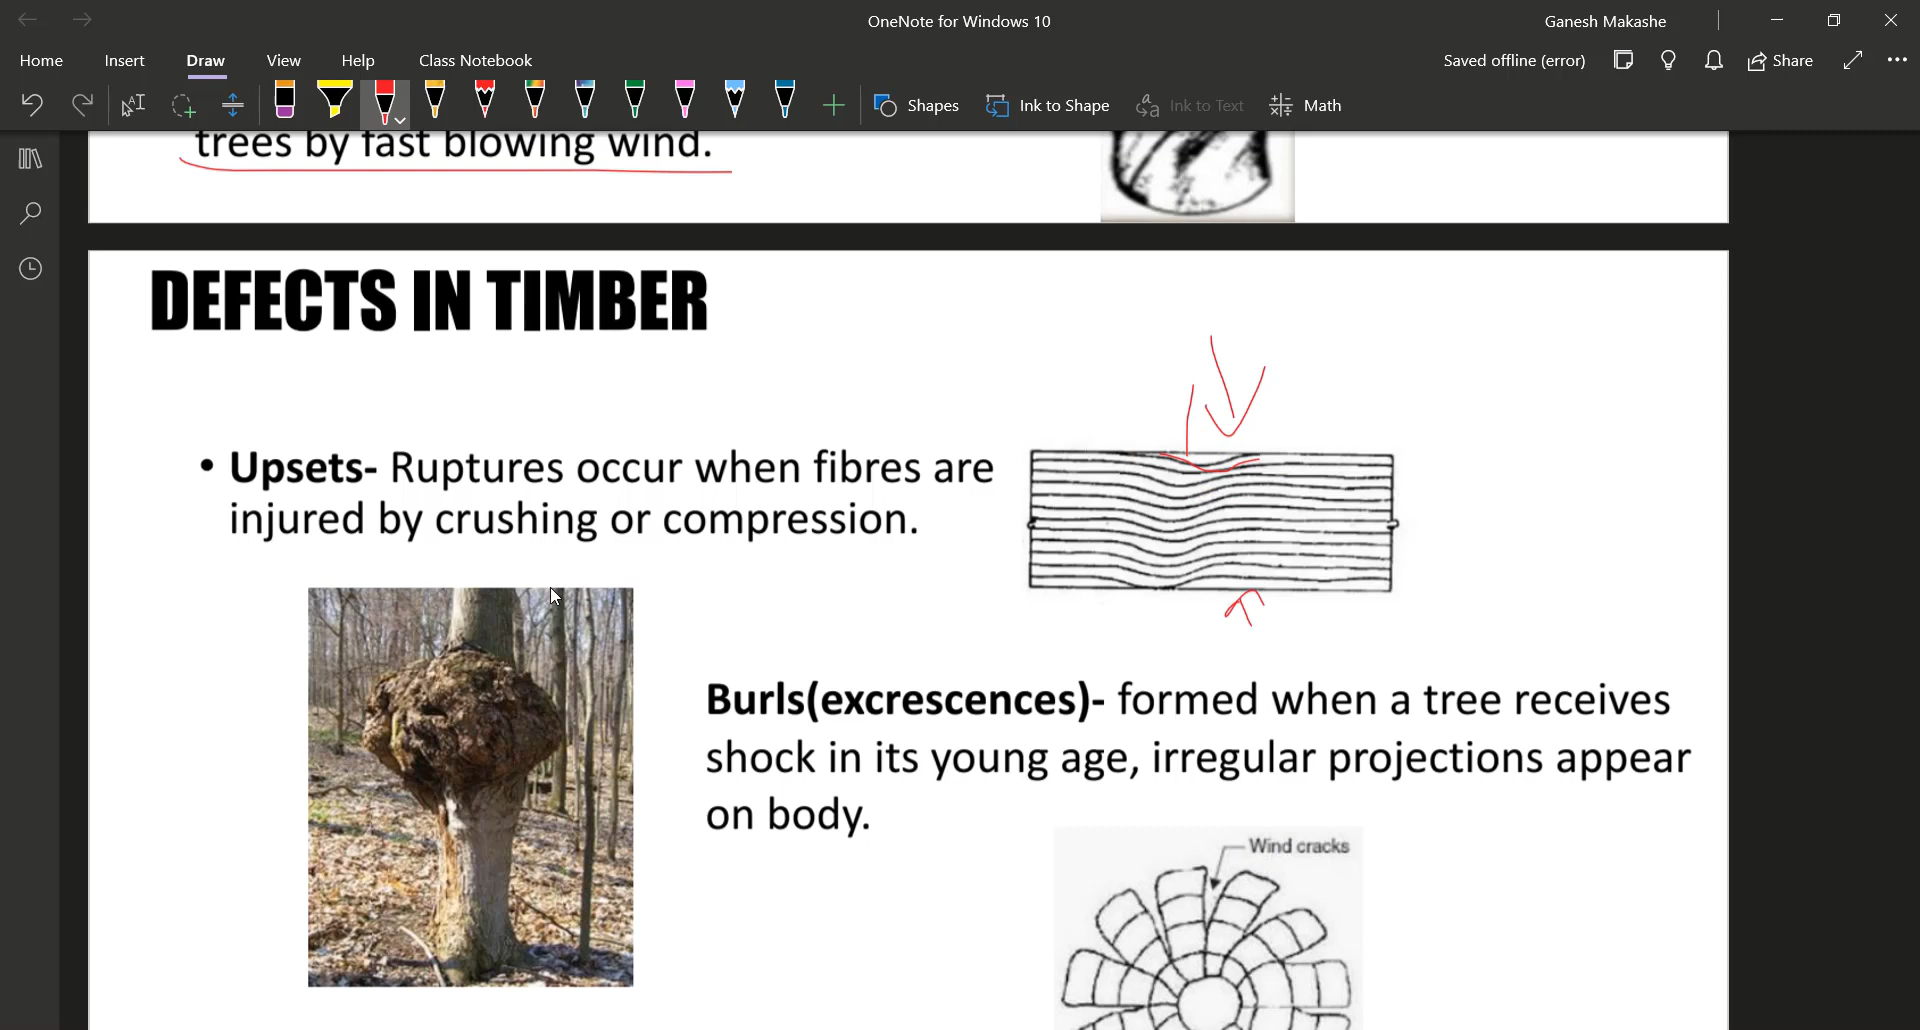 OneNote for Windows 10
Ganesh Makashe
Home Insert Draw View Help Class Notebook
Saved offline (error)
Share
Shapes Ink to Shape Ink to Text Math
trees by fast blowing wind.
DEFECTS IN TIMBER
• Upsets- Ruptures occur when fibres are
injured by crushing or compression.
Burls(excrescences)- formed when a tree receives
shock in its young age, irregular projections appear
on body.
Wind cracks